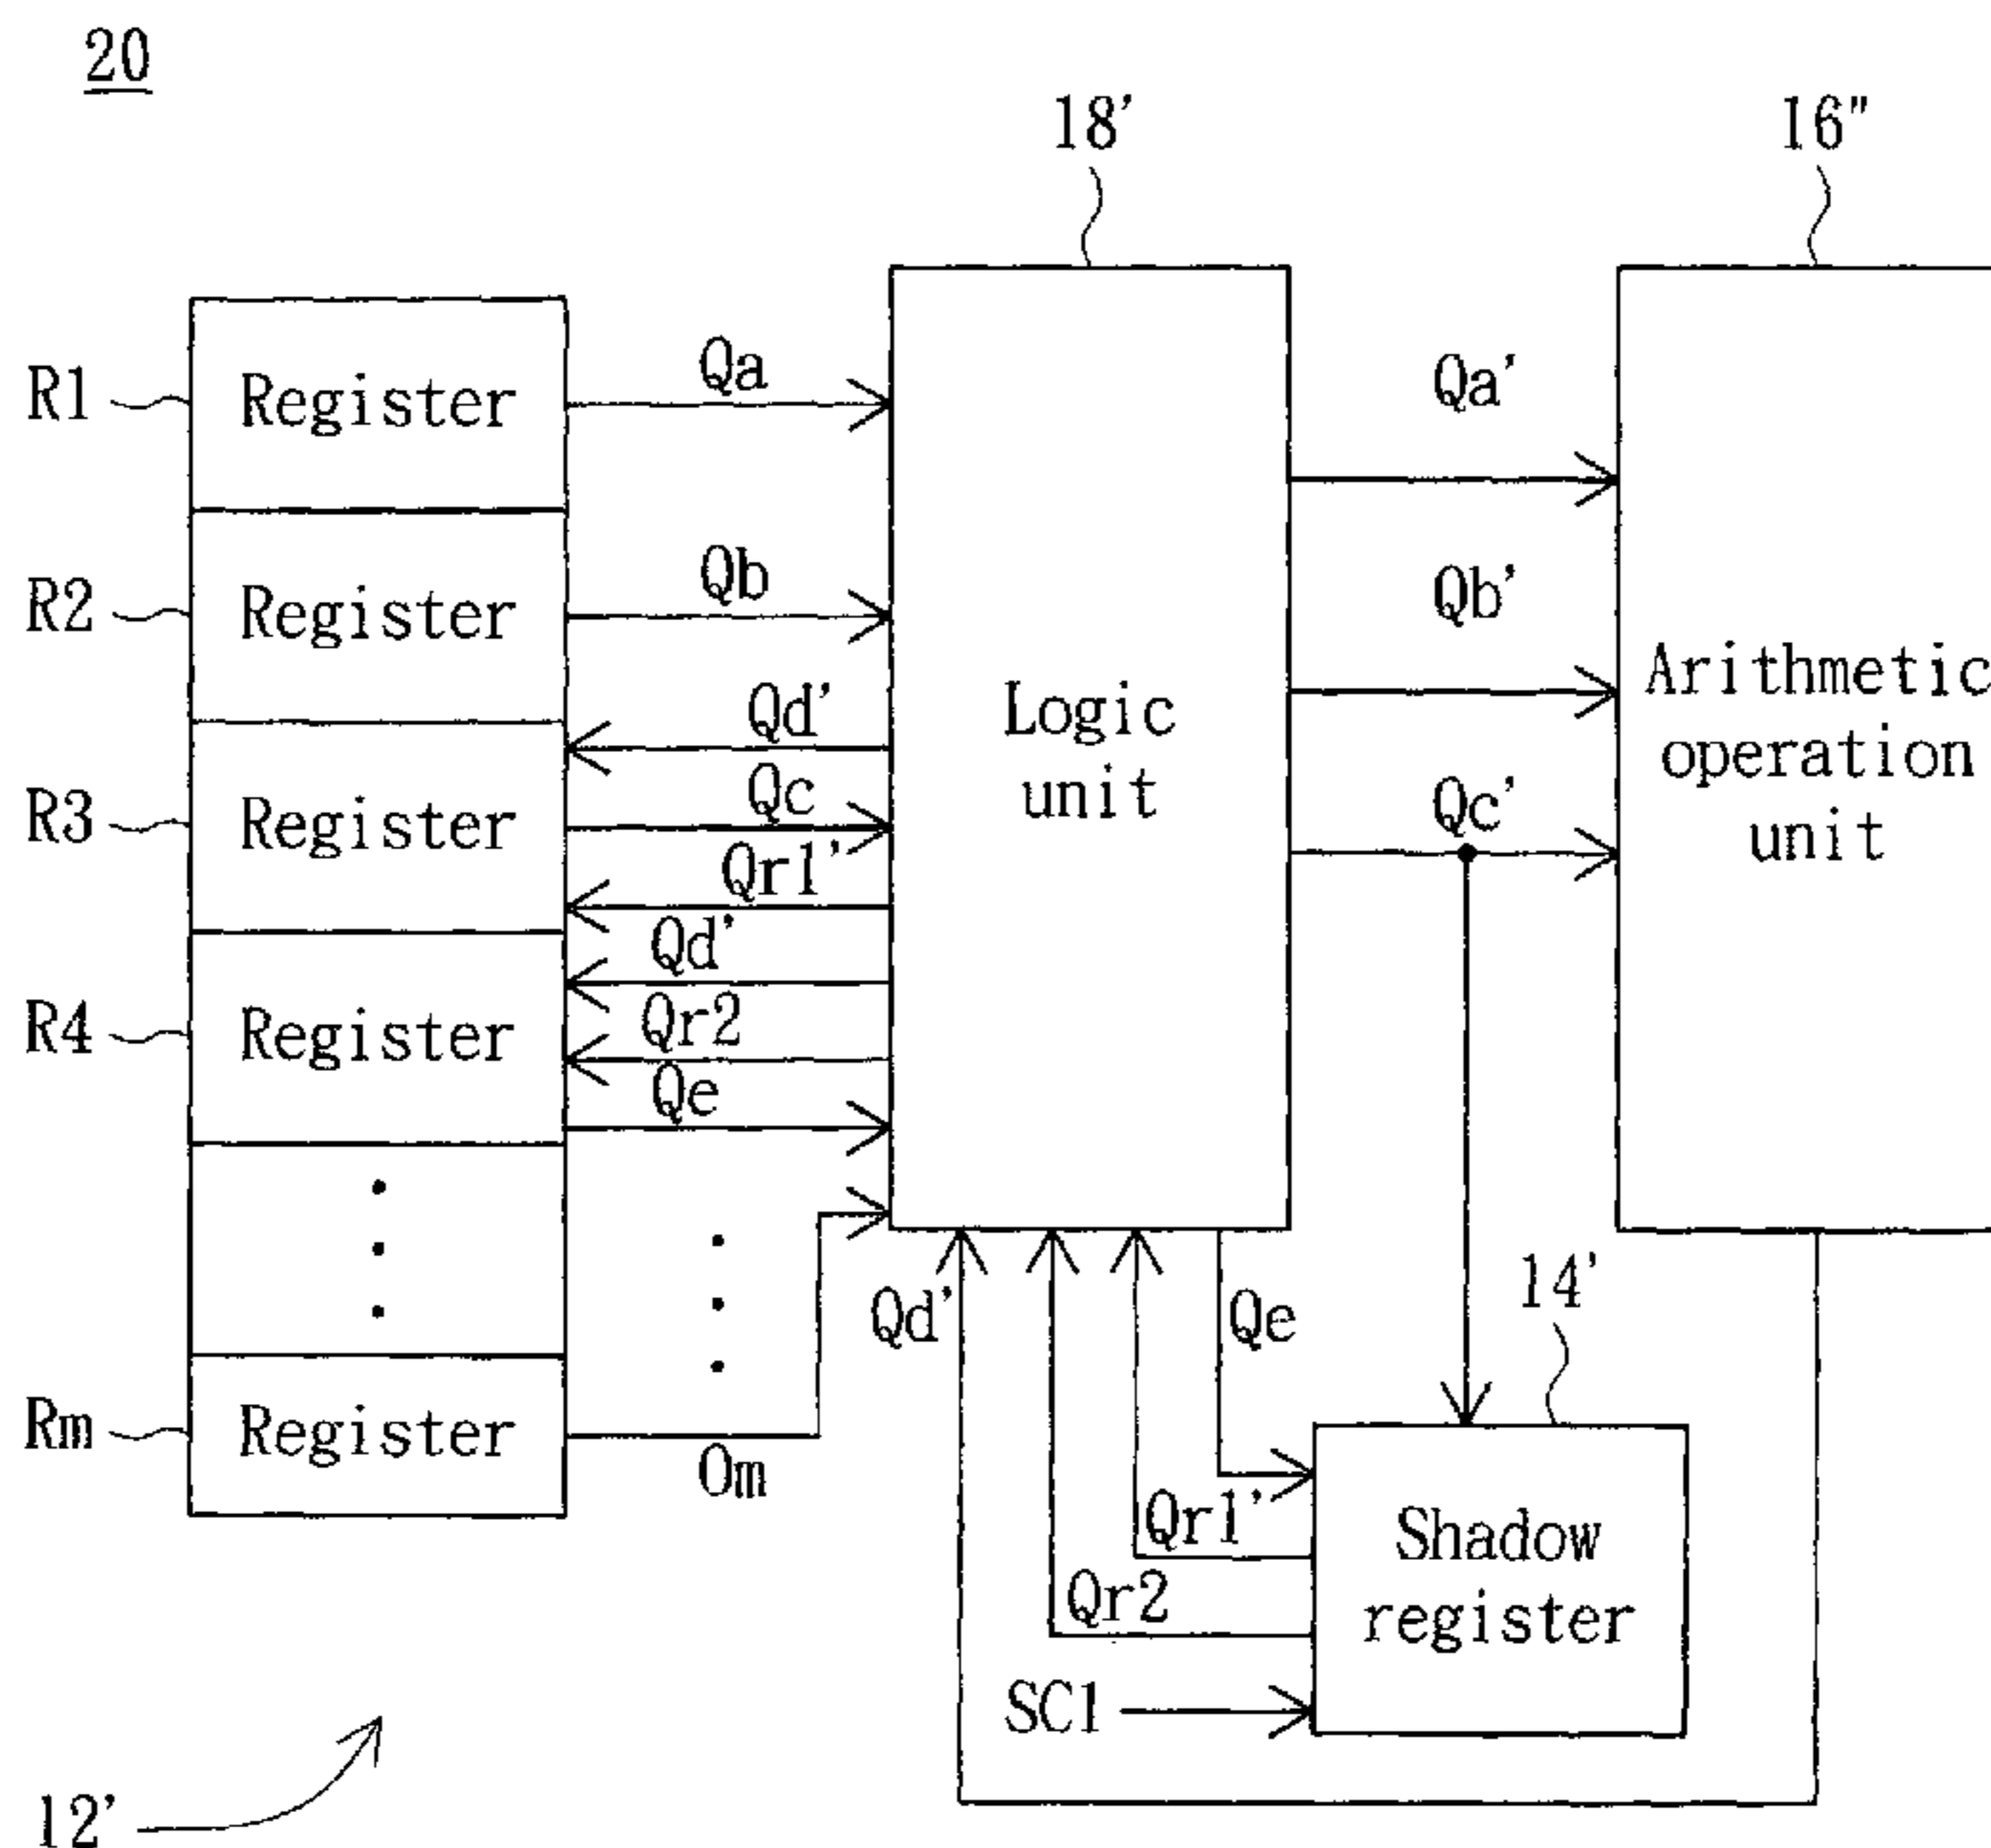 20
18'
16"
R1
Register
Qa
Qa'
R2
Register
Qb
Qb'
Logic
unit
Arithmetic
operation
unit
Qd'
R3
Register
Qc
Qc'
Qr1'
Qd'
R4
Register
Qr2
Qe
Qd'
Qe
14'
Rm
Register
Om
Qr1'
Shadow
register
Qr2
SC1
12'